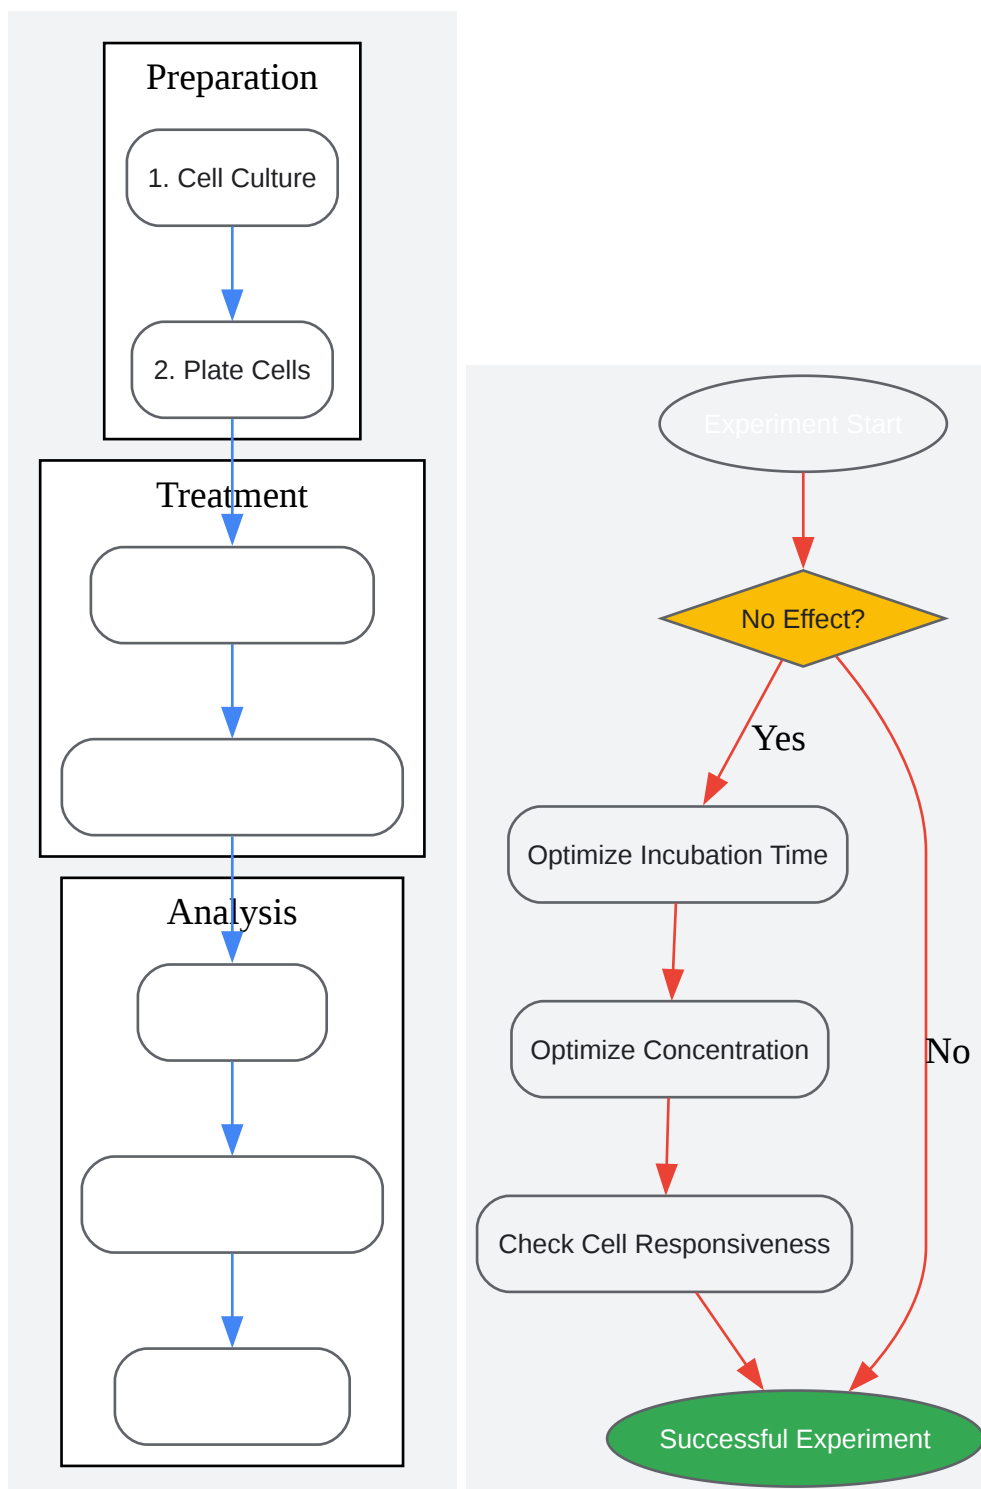 Preparation
1. Cell Culture
2. Plate Cells
Treatment
Analysis
Experiment Start
No Effect?
Yes
Optimize Incubation Time
Optimize Concentration
No
Check Cell Responsiveness
Successful Experiment